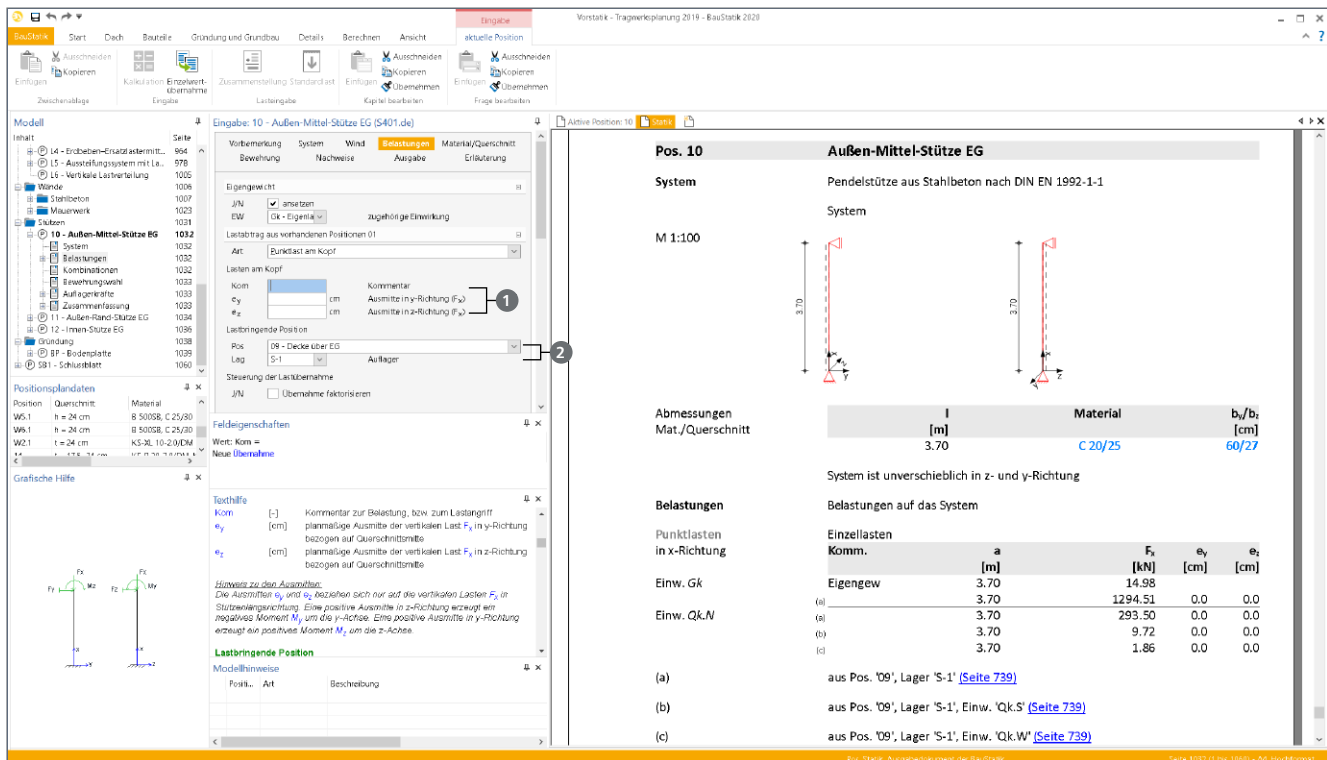 Eingabe
Vorstatik - Tragwerksplanung 2019 - BauStatik 2020
BauStatik Start Dach Bauteile Gründung und Grundbau Details Berechnen Ansicht aktuelle Position
Einfügen Ausschneiden Kopieren
Kalkulation Einzelwert-übernahme
Zusammenstellung Standardlast
Einfügen Ausschneiden Kopieren Übernehmen
Einfügen Ausschneiden Kopieren Übernehmen
Zwischenablage Eingabe Lasteingabe Kapitel bearbeiten Frage bearbeiten
Modell
Inhalt Seite
L4 - Erdbeben-Ersatzlastermitt... 964
L5 - Aussteifungssystem mit La... 978
L6 - Vertikale Lastverteilung 1005
Wände 1006
Stahlbeton 1007
Mauerwerk 1023
Stützen 1031
10 - Außen-Mittel-Stütze EG 1032
System 1032
Belastungen 1032
Kombinationen 1032
Bewehrungswahl 1033
Auflagerkräfte 1033
Zusammenfassung 1033
11 - Außen-Rand-Stütze EG 1034
12 - Innen-Stütze EG 1036
Gründung 1038
BP - Bodenplatte 1039
SB1 - Schlussblatt 1060
Positionsplandaten
Position Querschnitt Material
W5.1 h = 24 cm B 500SB, C 25/30
W6.1 h = 24 cm B 500SB, C 25/30
W2.1 t = 24 cm KS-XL 10-2.0/DM
Grafische Hilfe
Fx Fx
Fy Mz Fz My
x x
y z
Eingabe: 10 - Außen-Mittel-Stütze EG (S401.de)
Vorbemerkung System Wind Belastungen Material/Querschnitt
Bewehrung Nachweise Ausgabe Erläuterung
Eigengewicht
J/N ansetzen
EW Gk - Eigenla zugehörige Einwirkung
Lastabtrag aus vorhandenen Positionen 01
Art Punktlast am Kopf
Lasten am Kopf
Kom Kommentar
ey cm Ausmitte in y-Richtung (Fx)
ez cm Ausmitte in z-Richtung (Fx)
1
Lastbringende Position
Pos 09 - Decke über EG
Lag S-1 Auflager
2
Steuerung der Lastübernahme
J/N Übernahme faktorisieren
Feldeigenschaften
Wert: Kom =
Neue Übernahme
Texthilfe
Kom [-] Kommentar zur Belastung, bzw. zum Lastangriff
ey [cm] planmäßige Ausmitte der vertikalen Last Fx in y-Richtung
bezogen auf Querschnittsmitte
ez [cm] planmäßige Ausmitte der vertikalen Last Fx in z-Richtung
bezogen auf Querschnittsmitte
Hinweis zu den Ausmitten:
Die Ausmitten ey und ez beziehen sich nur auf die vertikalen Lasten Fx in
Stützenlängsrichtung. Eine positive Ausmitte in z-Richtung erzeugt ein
negatives Moment My um die y-Achse. Eine positive Ausmitte in y-Richtung
erzeugt ein positives Moment Mz um die z-Achse.
Lastbringende Position
Modellhinweise
Positi... Art Beschreibung
Aktive Position: 10 Statik
Pos. 10 Außen-Mittel-Stütze EG
System Pendelstütze aus Stahlbeton nach DIN EN 1992-1-1
System
M 1:100
3.70 3.70
x x
z y
y z
Abmessungen l Material by/bz
Mat./Querschnitt [m] [cm]
3.70 C 20/25 60/27
System ist unverschieblich in z- und y-Richtung
Belastungen Belastungen auf das System
Punktlasten Einzellasten
in x-Richtung Komm. a Fx ey ez
[m] [kN] [cm] [cm]
Einw. Gk Eigengew 3.70 14.98
(a) 3.70 1294.51 0.0 0.0
Einw. Qk.N (a) 3.70 293.50 0.0 0.0
(b) 3.70 9.72 0.0 0.0
(c) 3.70 1.86 0.0 0.0
(a) aus Pos. '09', Lager 'S-1' (Seite 739)
(b) aus Pos. '09', Lager 'S-1', Einw. 'Qk.S' (Seite 739)
(c) aus Pos. '09', Lager 'S-1', Einw. 'Qk.W' (Seite 739)